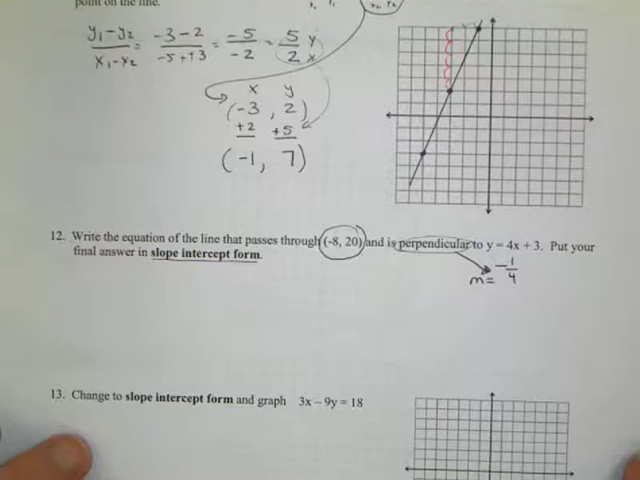 point on the line.
y₁-y₂ / x₁-x₂ = -3-2 / -5+3 = -5 / -2 = 5 / 2 y x
x y
(-3, 2)
+2 +5
(-1, 7)
12. Write the equation of the line that passes through (-8, 20) and is perpendicular to y = 4x + 3. Put your
final answer in slope intercept form.
m= -1/4
13. Change to slope intercept form and graph 3x – 9y = 18